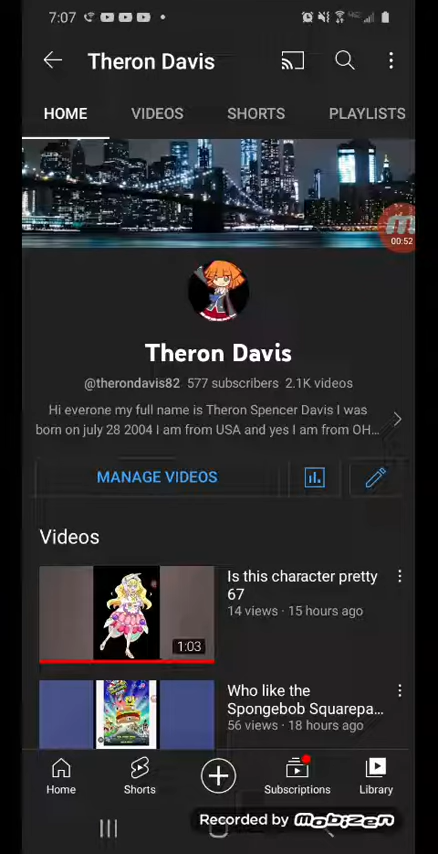 7:07
Theron Davis
HOME VIDEOS SHORTS PLAYLISTS
00:52
Theron Davis
@therondavis82 577 subscribers 2.1K videos
Hi everone my full name is Theron Spencer Davis I was
born on july 28 2004 I am from USA and yes I am from OH...
MANAGE VIDEOS
Videos
Is this character pretty
67
14 views · 15 hours ago
1:03
Who like the
Spongebob Squarepa...
56 views · 18 hours ago
Home Shorts Subscriptions Library
Recorded by Mobizen